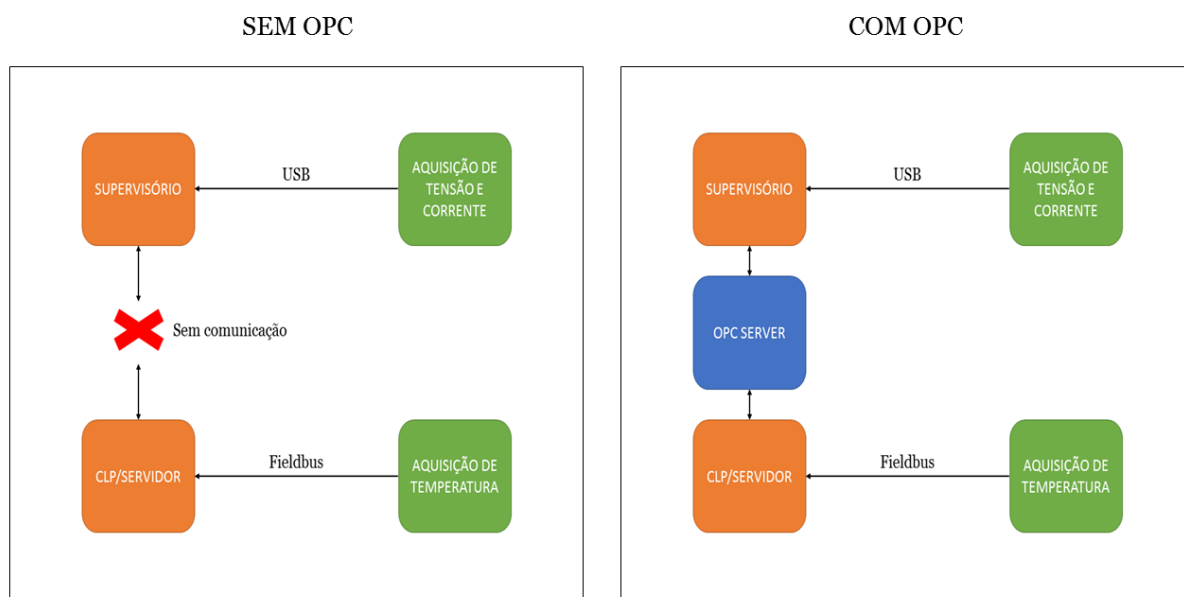 SEM OPC
SUPERVISÓRIO
USB
AQUISIÇÃO DE
TENSÃO E
CORRENTE
Sem comunicação
CLP/SERVIDOR
Fieldbus
AQUISIÇÃO DE
TEMPERATURA
COM OPC
SUPERVISÓRIO
USB
AQUISIÇÃO DE
TENSÃO E
CORRENTE
OPC SERVER
CLP/SERVIDOR
Fieldbus
AQUISIÇÃO DE
TEMPERATURA